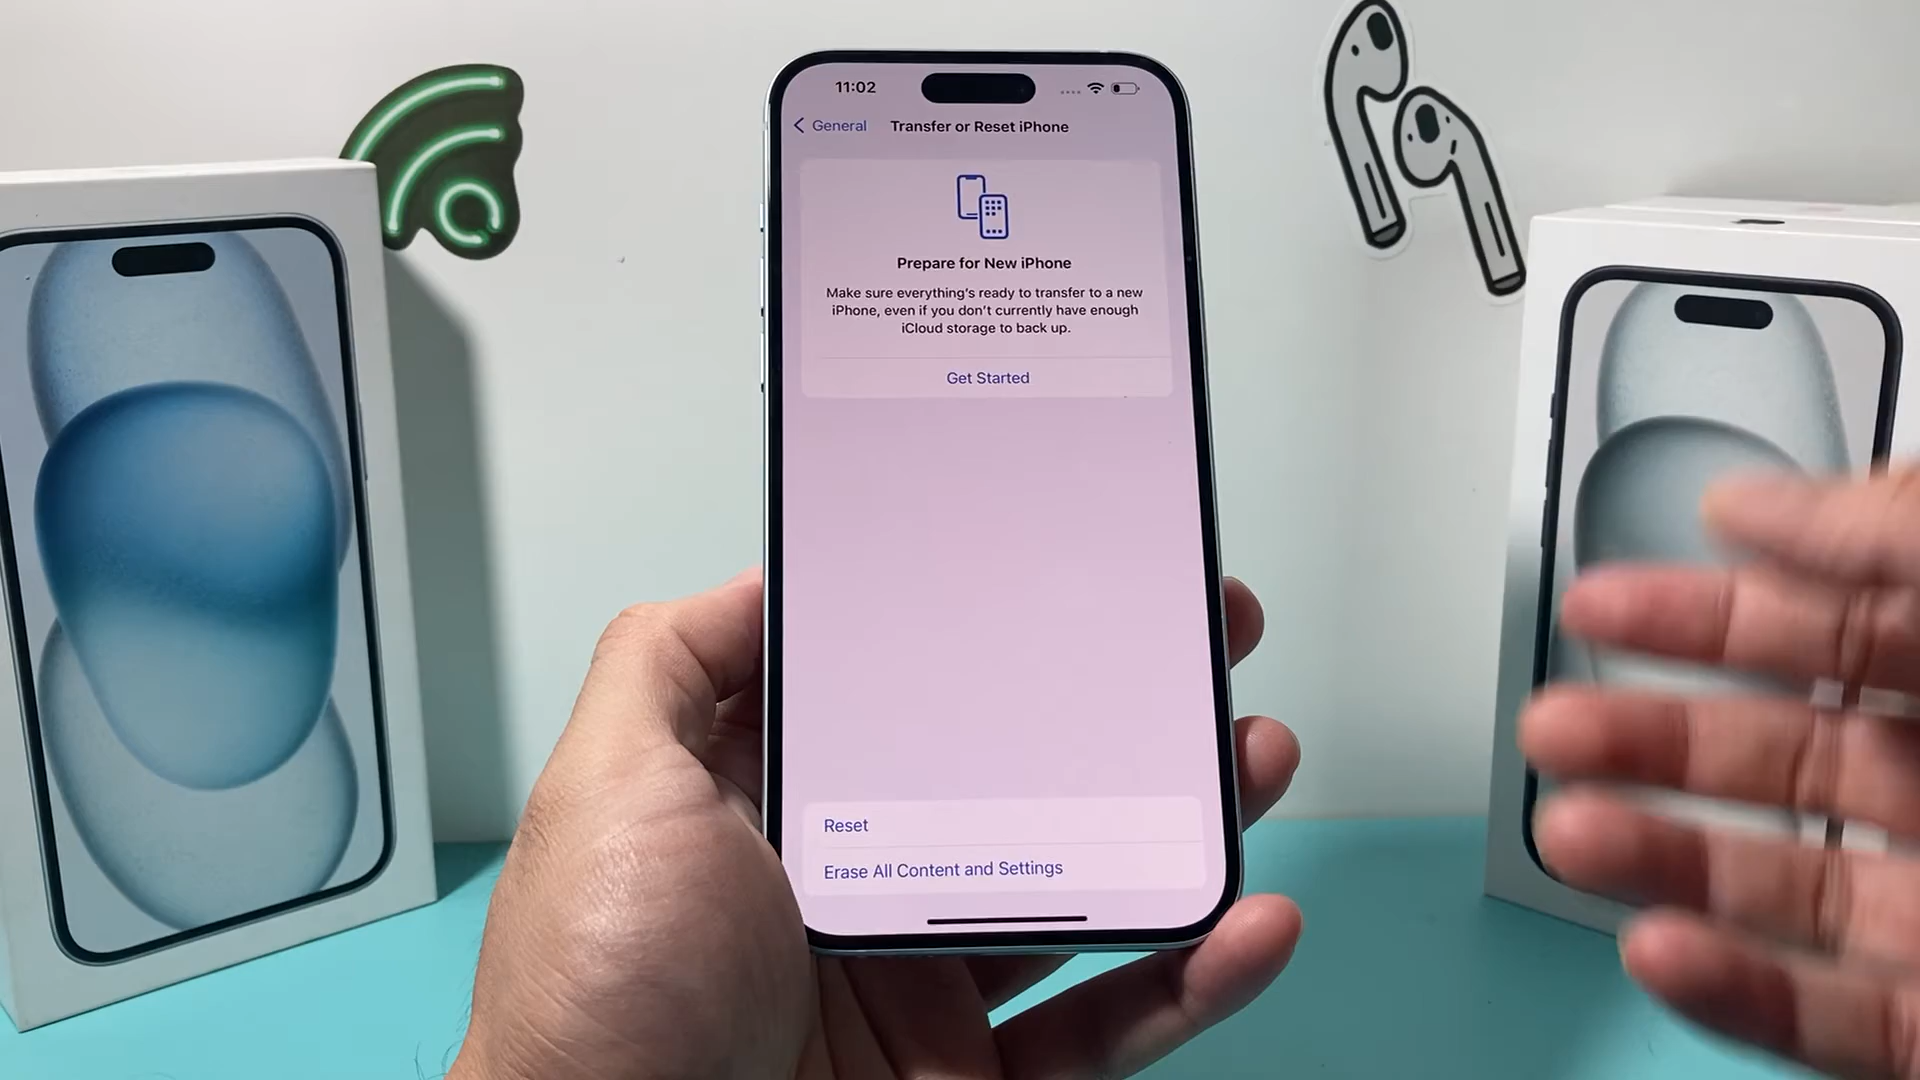 11:02
General
Transfer or Reset iPhone
Prepare for New iPhone
Make sure everything's ready to transfer to a new
iPhone, even if you don't currently have enough
iCloud storage to back up.
Get Started
Reset
Erase All Content and Settings